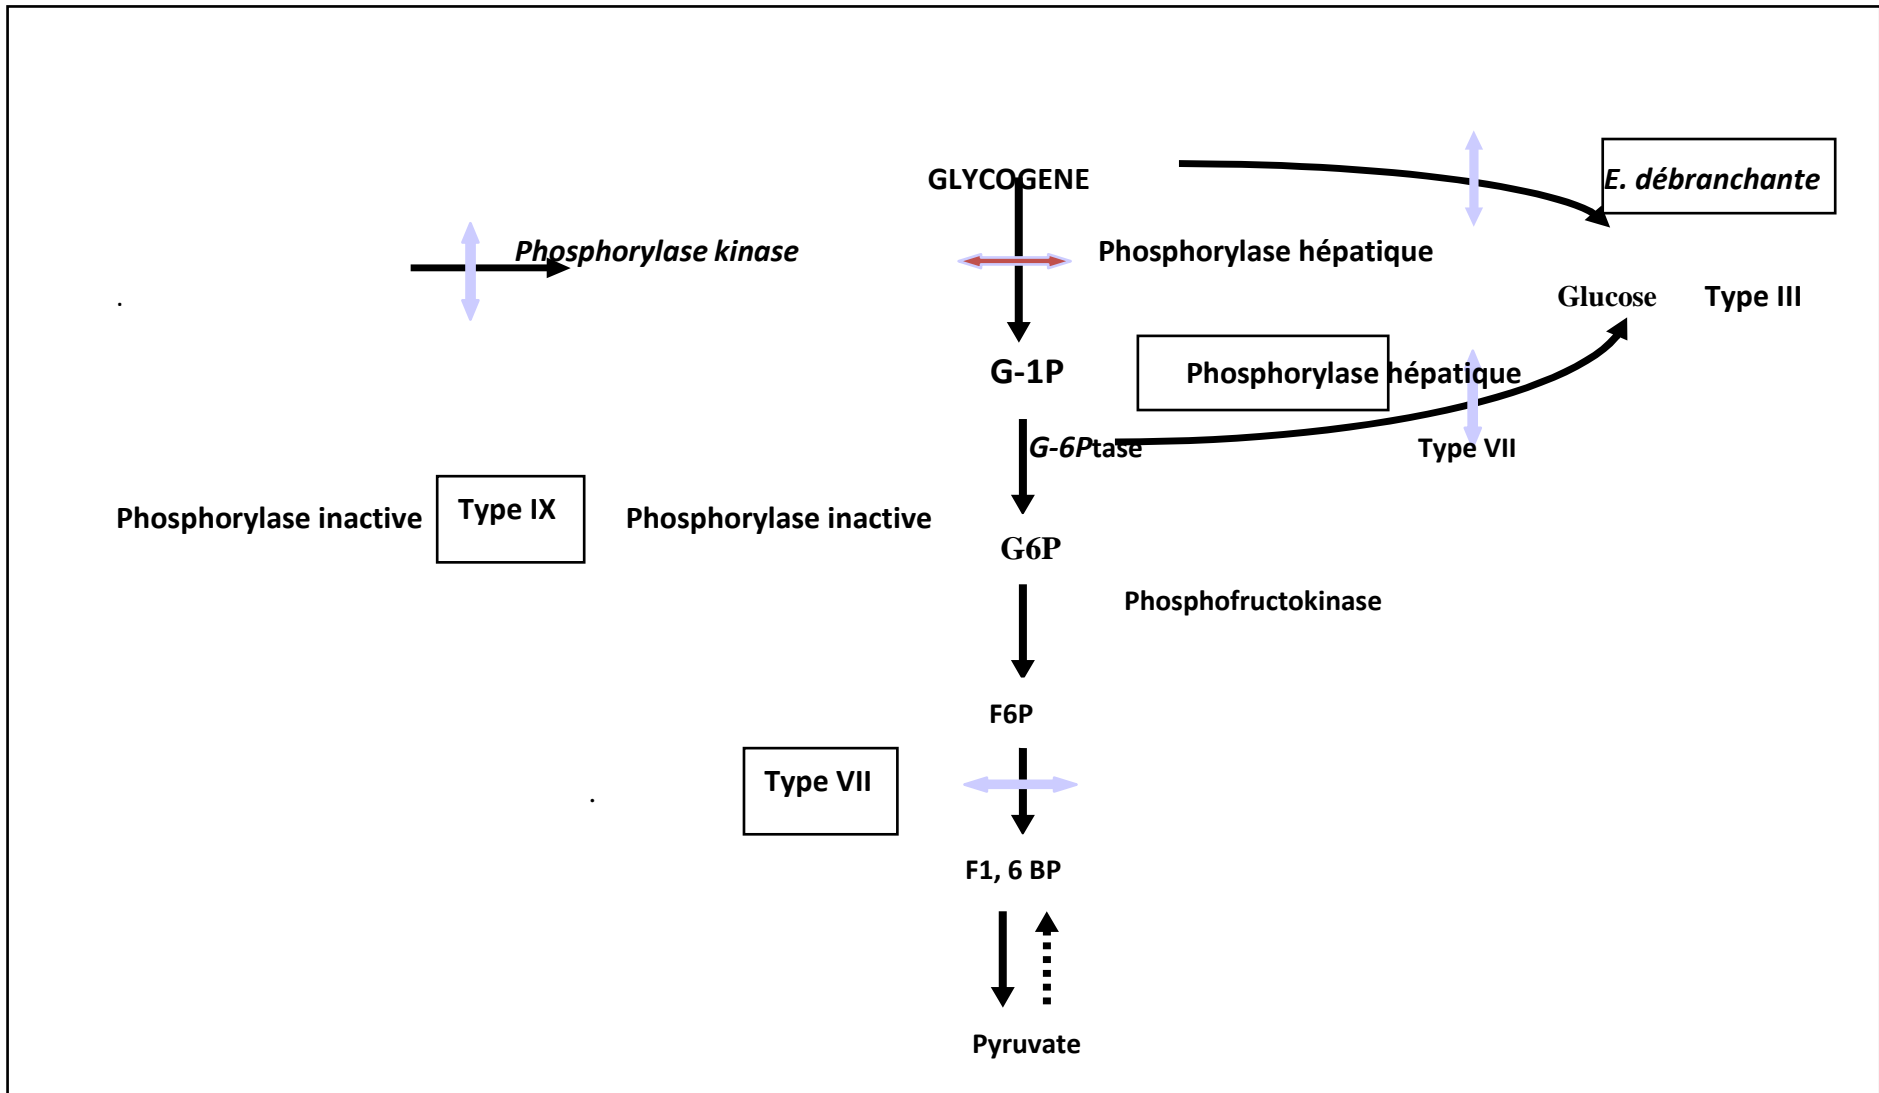 GLYCOGENE
E. débranchante
Phosphorylase kinase
Phosphorylase hépatique
.
Glucose
Type III
G-1P
Phosphorylase hépatique
G-6Ptase
Type VII
Phosphorylase inactive
Type IX
Phosphorylase inactive
G6P
Phosphofructokinase
F6P
Type VII
.
F1, 6 BP
Pyruvate